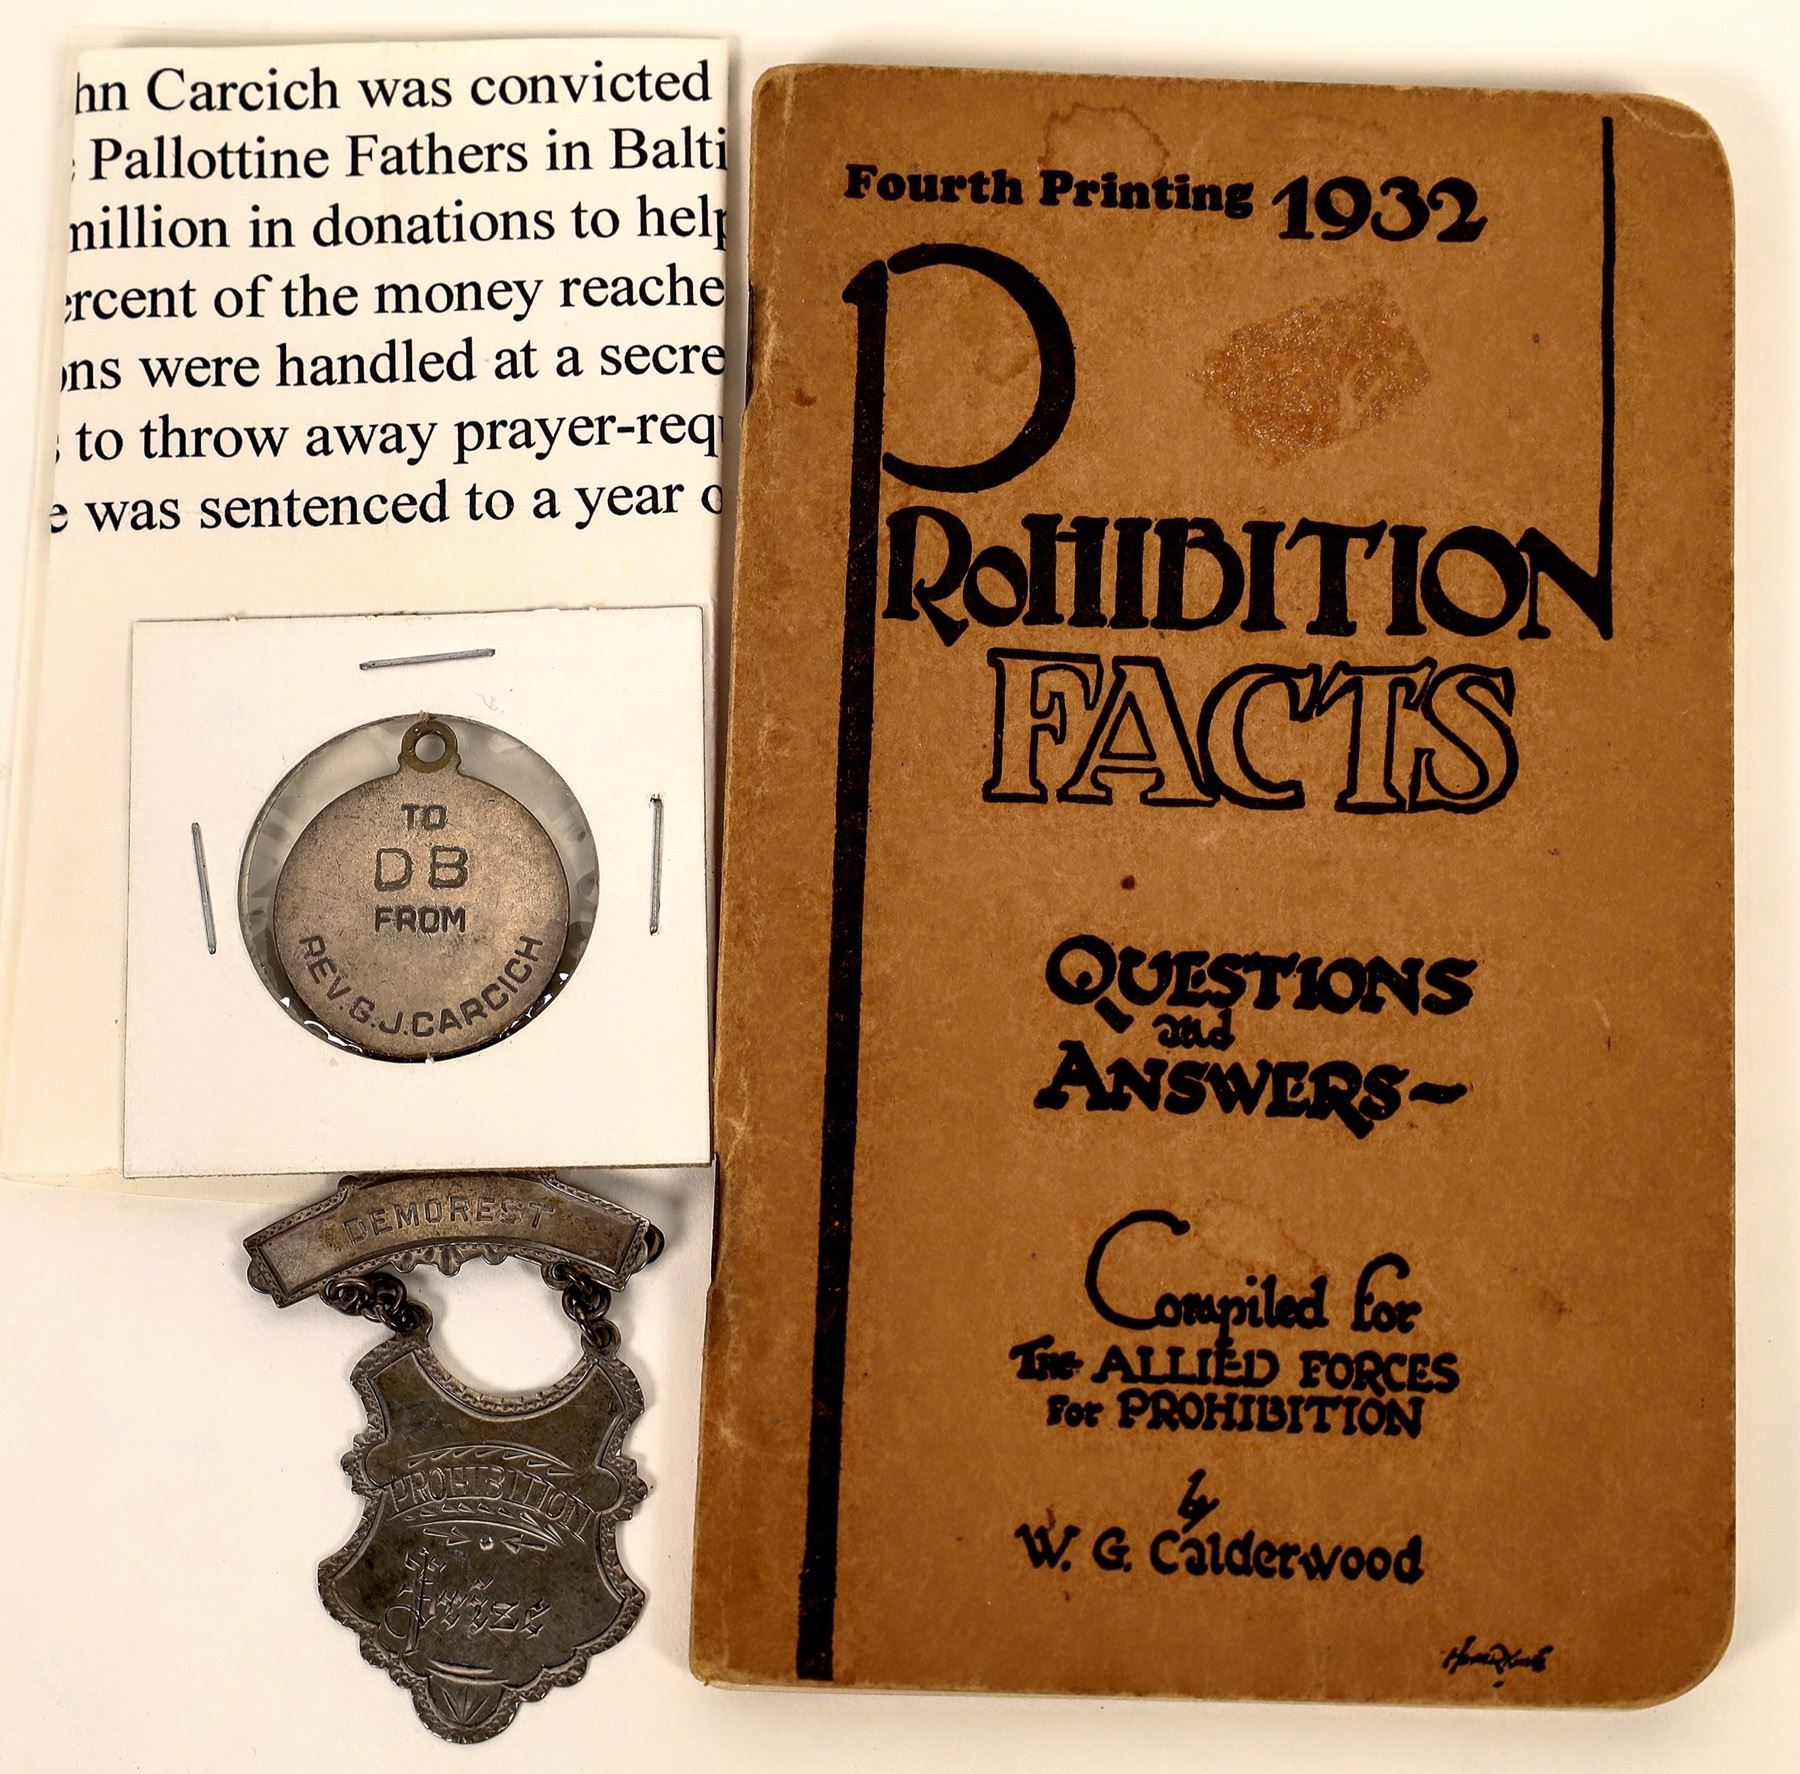 hn Carcich was convicted
Pallottine Fathers in Balti
million in donations to help
ercent of the money reache
ons were handled at a secre
to throw away prayer-requ
e was sentenced to a year o
TO
DB
FROM
REV. G. J. CARCICH
DEMOREST
PROHIBITION
Prize
Fourth Printing 1932
PROHIBITION
FACTS
QUESTIONS
and
ANSWERS-
Compiled for
The ALLIED FORCES
For PROHIBITION
by
W. G. Calderwood